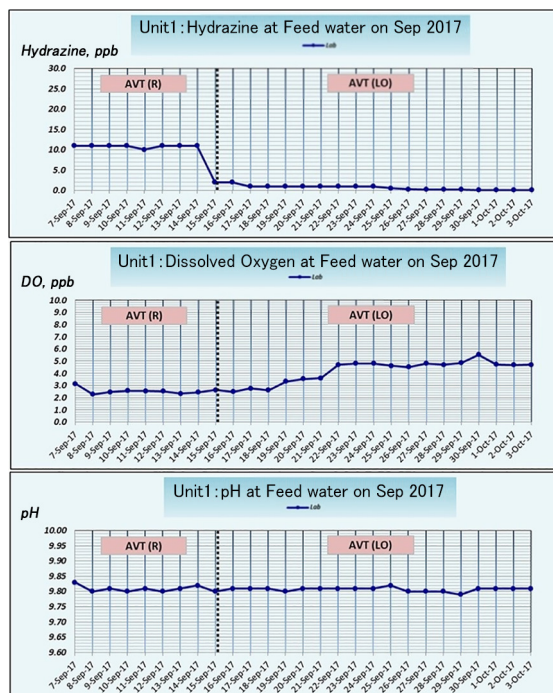 Unit1:Hydrazine at Feed water on Sep 2017
Lab
Hydrazine, ppb
AVT (R)
AVT (LO)
30.0
25.0
20.0
15.0
10.0
5.0
0.0
7-Sep-17
8-Sep-17
9-Sep-17
10-Sep-17
11-Sep-17
12-Sep-17
13-Sep-17
14-Sep-17
15-Sep-17
16-Sep-17
17-Sep-17
18-Sep-17
19-Sep-17
20-Sep-17
21-Sep-17
22-Sep-17
23-Sep-17
24-Sep-17
25-Sep-17
26-Sep-17
27-Sep-17
28-Sep-17
29-Sep-17
30-Sep-17
1-Oct-17
2-Oct-17
3-Oct-17
Unit1:Dissolved Oxygen at Feed water on Sep 2017
Lab
DO, ppb
AVT (R)
AVT (LO)
10.0
9.0
8.0
7.0
6.0
5.0
4.0
3.0
2.0
1.0
0.0
7-Sep-17
8-Sep-17
9-Sep-17
10-Sep-17
11-Sep-17
12-Sep-17
13-Sep-17
14-Sep-17
15-Sep-17
16-Sep-17
17-Sep-17
18-Sep-17
19-Sep-17
20-Sep-17
21-Sep-17
22-Sep-17
23-Sep-17
24-Sep-17
25-Sep-17
26-Sep-17
27-Sep-17
28-Sep-17
29-Sep-17
30-Sep-17
1-Oct-17
2-Oct-17
3-Oct-17
Unit1:pH at Feed water on Sep 2017
Lab
pH
AVT (R)
AVT (LO)
10.00
9.95
9.90
9.85
9.80
9.75
9.70
9.65
9.60
7-Sep-17
8-Sep-17
9-Sep-17
10-Sep-17
11-Sep-17
12-Sep-17
13-Sep-17
14-Sep-17
15-Sep-17
16-Sep-17
17-Sep-17
18-Sep-17
19-Sep-17
20-Sep-17
21-Sep-17
22-Sep-17
23-Sep-17
24-Sep-17
25-Sep-17
26-Sep-17
27-Sep-17
28-Sep-17
29-Sep-17
30-Sep-17
1-Oct-17
2-Oct-17
3-Oct-17